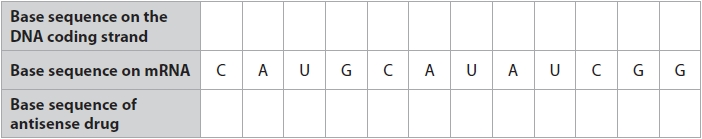 Base sequence on the
DNA coding strand
Base sequence on mRNA C A U G C A U A U C G G
Base sequence of
antisense drug